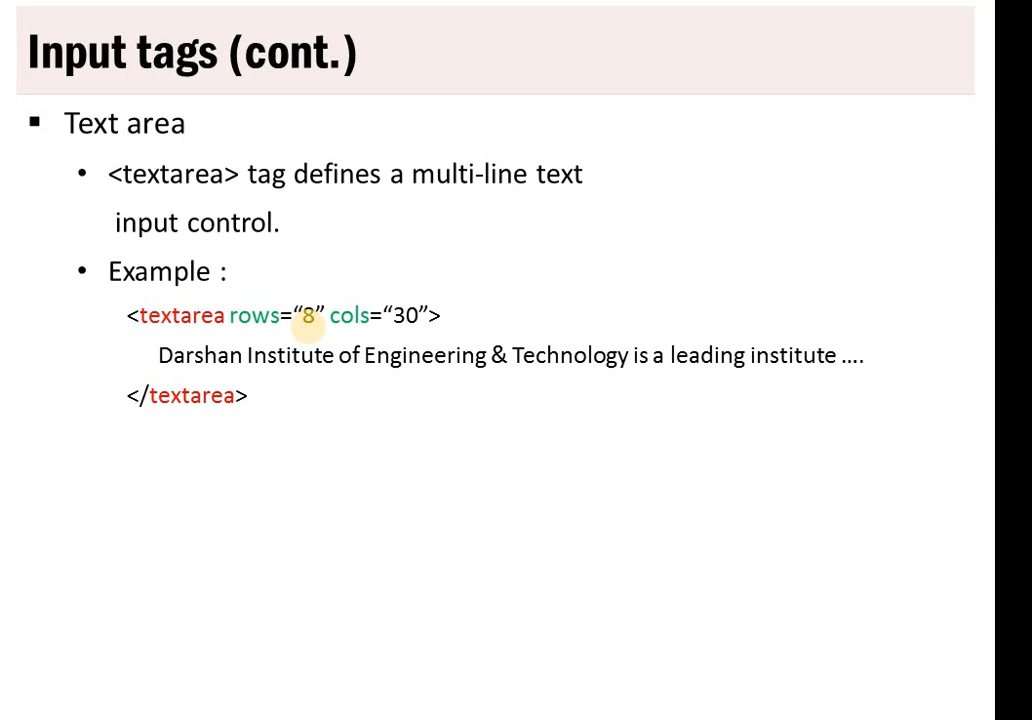 Input tags (cont.)
▪ Text area
• <textarea> tag defines a multi-line text
input control.
• Example :
<textarea rows=“8” cols=“30”>
Darshan Institute of Engineering & Technology is a leading institute ....
</textarea>